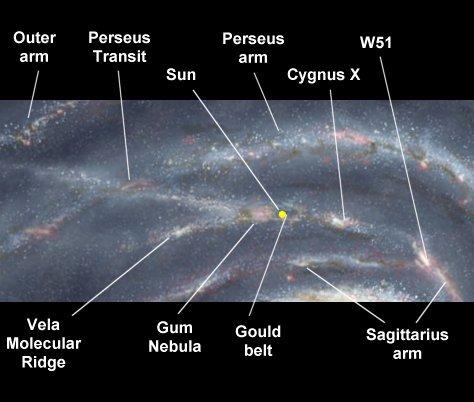 Outer
arm
Perseus
Transit
Sun
Perseus
arm
Cygnus X
W51
Vela
Molecular
Ridge
Gum
Nebula
Gould
belt
Sagittarius
arm